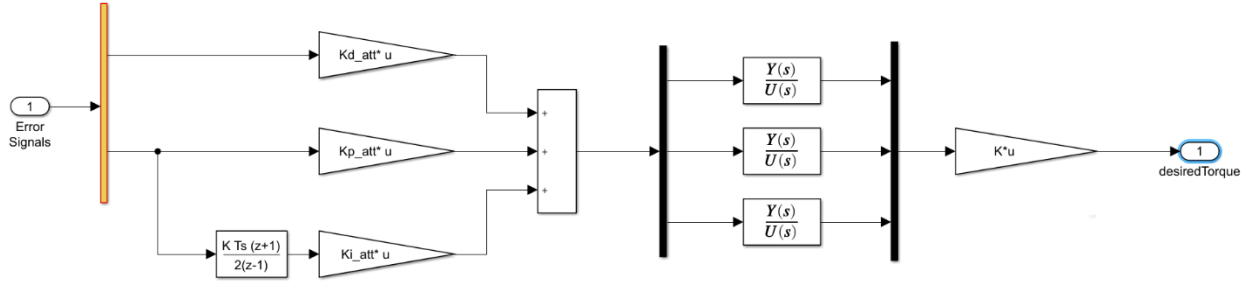 1
Error
Signals
Kd_att* u
Kp_att* u
K Ts (z+1)
2(z-1)
Ki_att* u
+
+
+
Y(s)
U(s)
Y(s)
U(s)
Y(s)
U(s)
K*u
1
desiredTorque